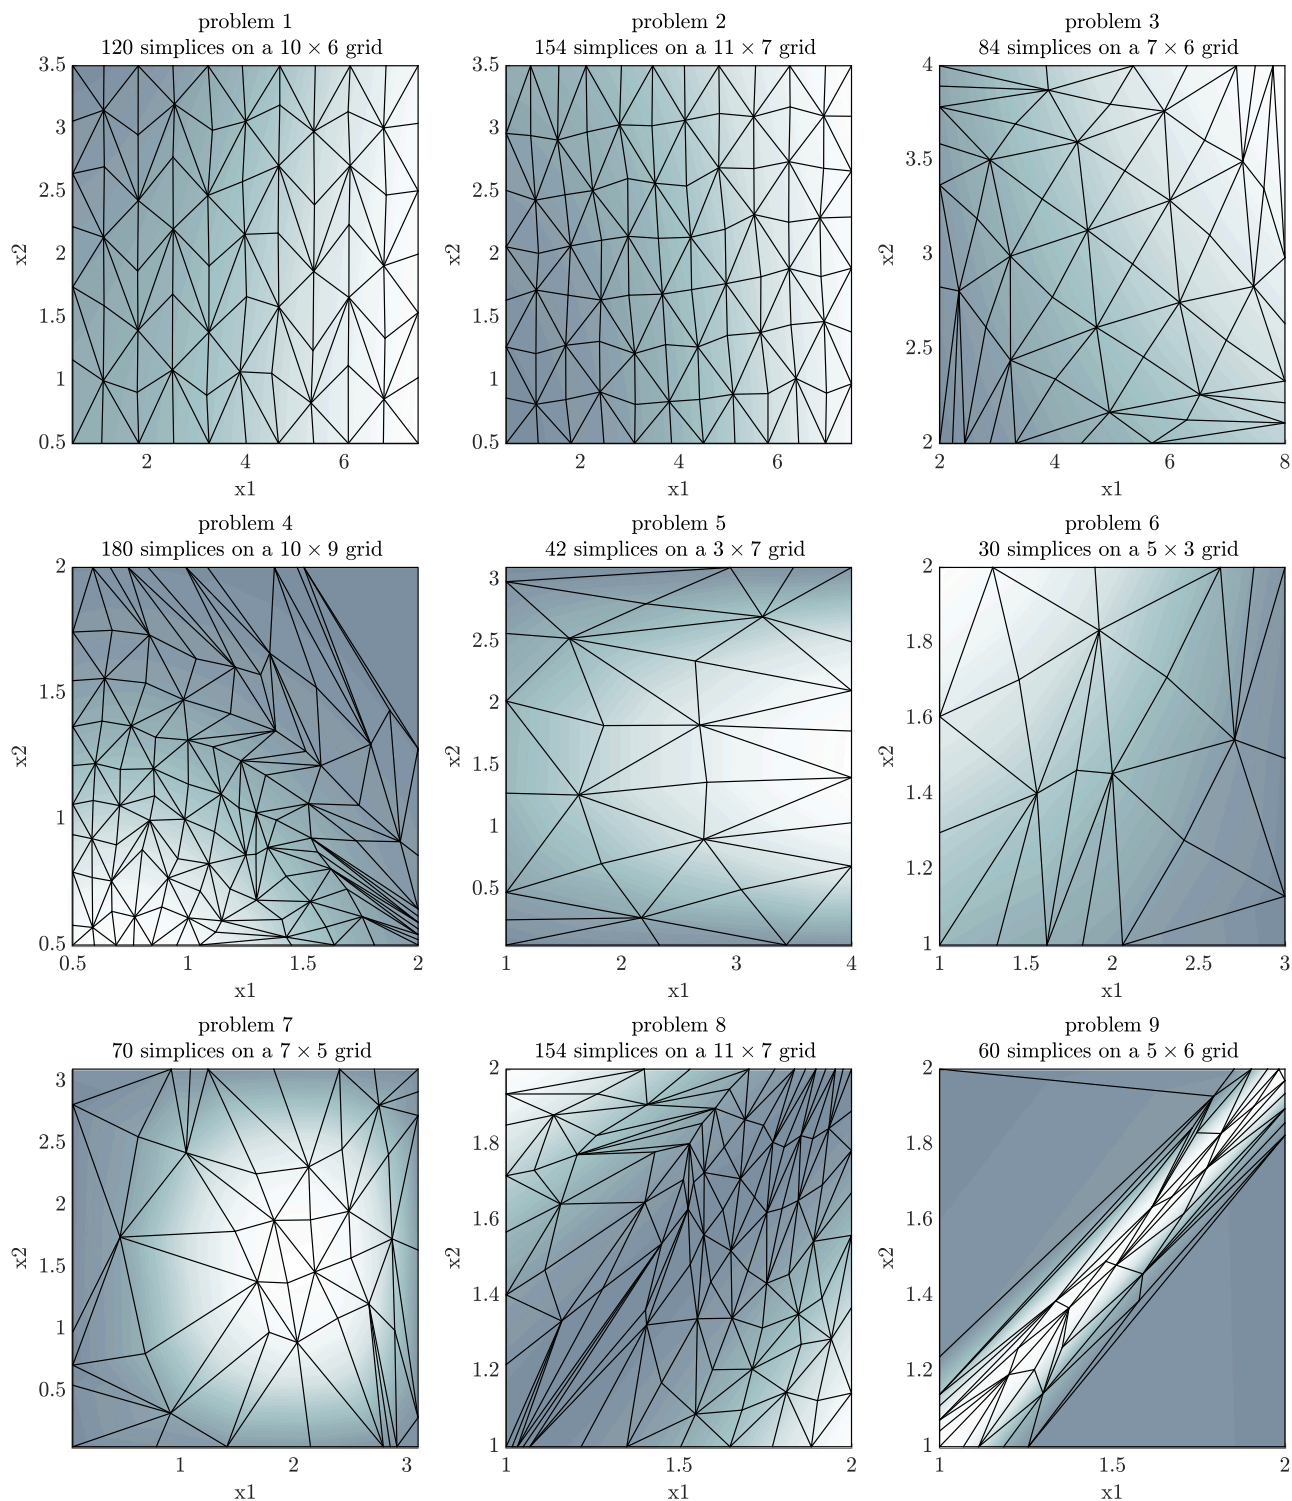 problem 1
120 simplices on a 10 × 6 grid
3.5
3
2.5
2
1.5
1
0.5
x2
2
4
6
x1
problem 2
154 simplices on a 11 × 7 grid
3.5
3
2.5
2
1.5
1
0.5
x2
2
4
6
x1
problem 3
84 simplices on a 7 × 6 grid
4
3.5
3
2.5
2
x2
2
4
6
8
x1
problem 4
180 simplices on a 10 × 9 grid
2
1.5
1
0.5
x2
0.5
1
1.5
2
x1
problem 5
42 simplices on a 3 × 7 grid
3
2.5
2
1.5
1
0.5
x2
1
2
3
4
x1
problem 6
30 simplices on a 5 × 3 grid
2
1.8
1.6
1.4
1.2
1
x2
1
1.5
2
2.5
3
x1
problem 7
70 simplices on a 7 × 5 grid
3
2.5
2
1.5
1
0.5
x2
1
2
3
x1
problem 8
154 simplices on a 11 × 7 grid
2
1.8
1.6
1.4
1.2
1
x2
1
1.5
2
x1
problem 9
60 simplices on a 5 × 6 grid
2
1.8
1.6
1.4
1.2
1
x2
1
1.5
2
x1